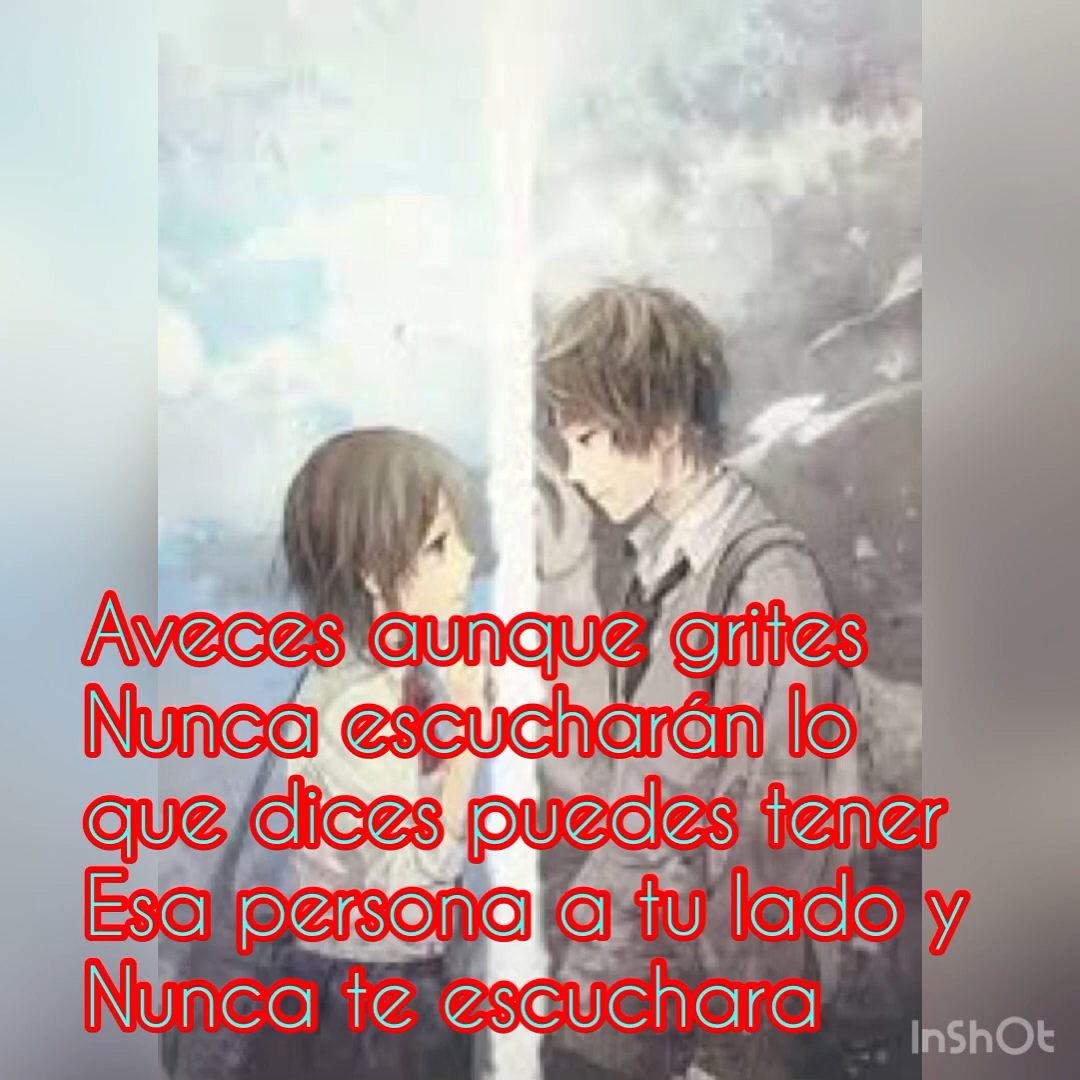 Aveces aunque grites
Nunca escucharán lo
que dices puedes tener
Esa persona a tu lado y
Nunca te escuchara
InShOt